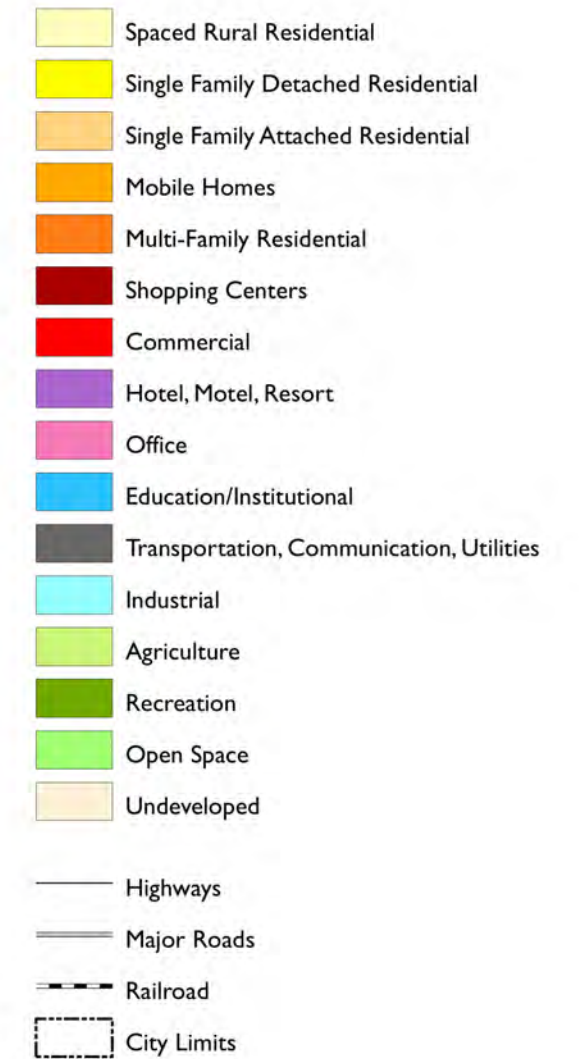 Spaced Rural Residential
Single Family Detached Residential
Single Family Attached Residential
Mobile Homes
Multi-Family Residential
Shopping Centers
Commercial
Hotel, Motel, Resort
Office
Education/Institutional
Transportation, Communication, Utilities
Industrial
Agriculture
Recreation
Open Space
Undeveloped
Highways
Major Roads
Railroad
City Limits